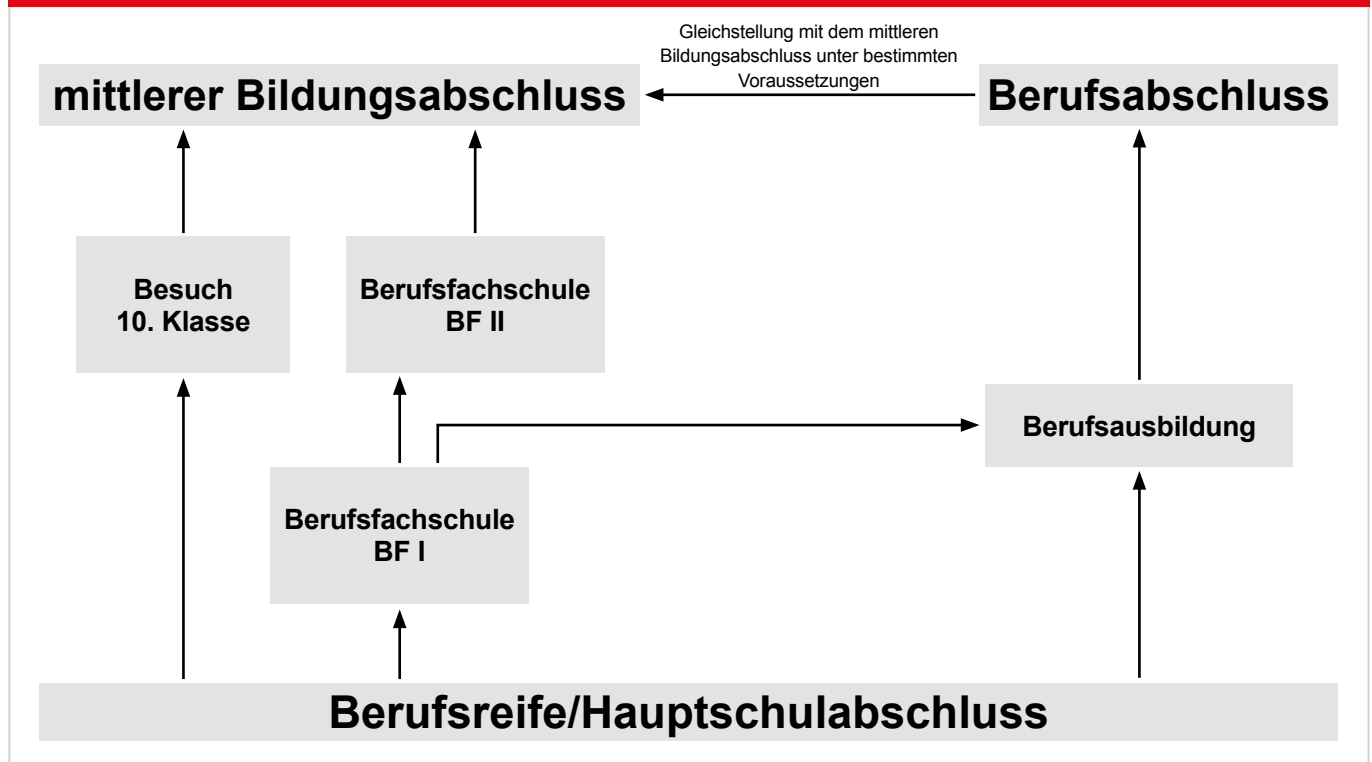 Gleichstellung mit dem mittleren
Bildungsabschluss unter bestimmten
Voraussetzungen
mittlerer Bildungsabschluss
Berufsabschluss
Besuch
10. Klasse
Berufsfachschule
BF II
Berufsausbildung
Berufsfachschule
BF I
Berufsreife/Hauptschulabschluss